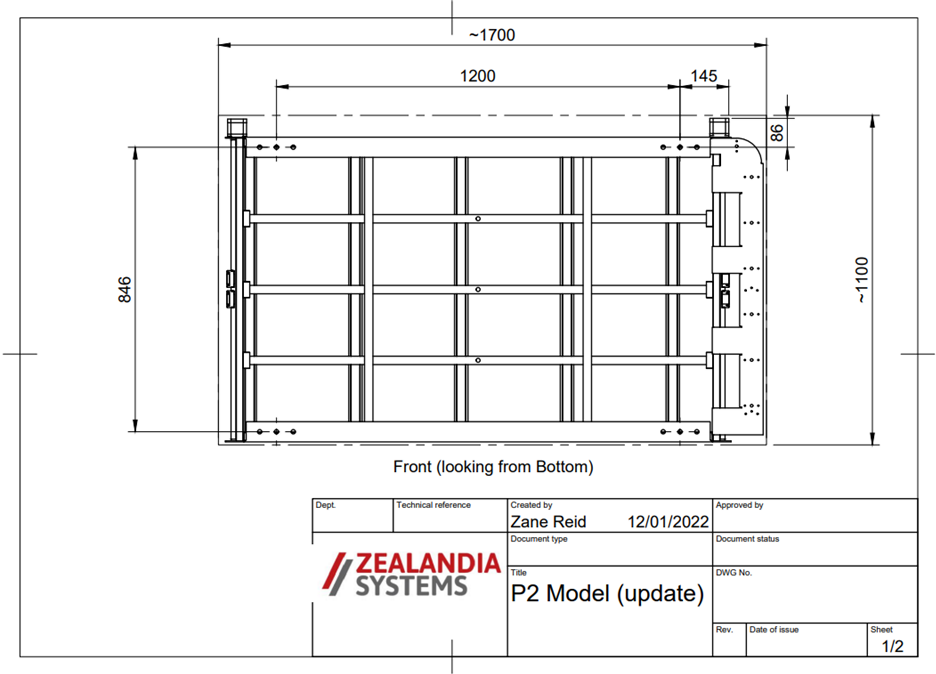 ~1700
1200
145
86
846
~1100
Front (looking from Bottom)
Dept.
Technical reference
Created by
Zane Reid 12/01/2022
Approved by
Document type
Document status
ZEALANDIA
SYSTEMS
Title
P2 Model (update)
DWG No.
Rev.
Date of issue
Sheet
1/2